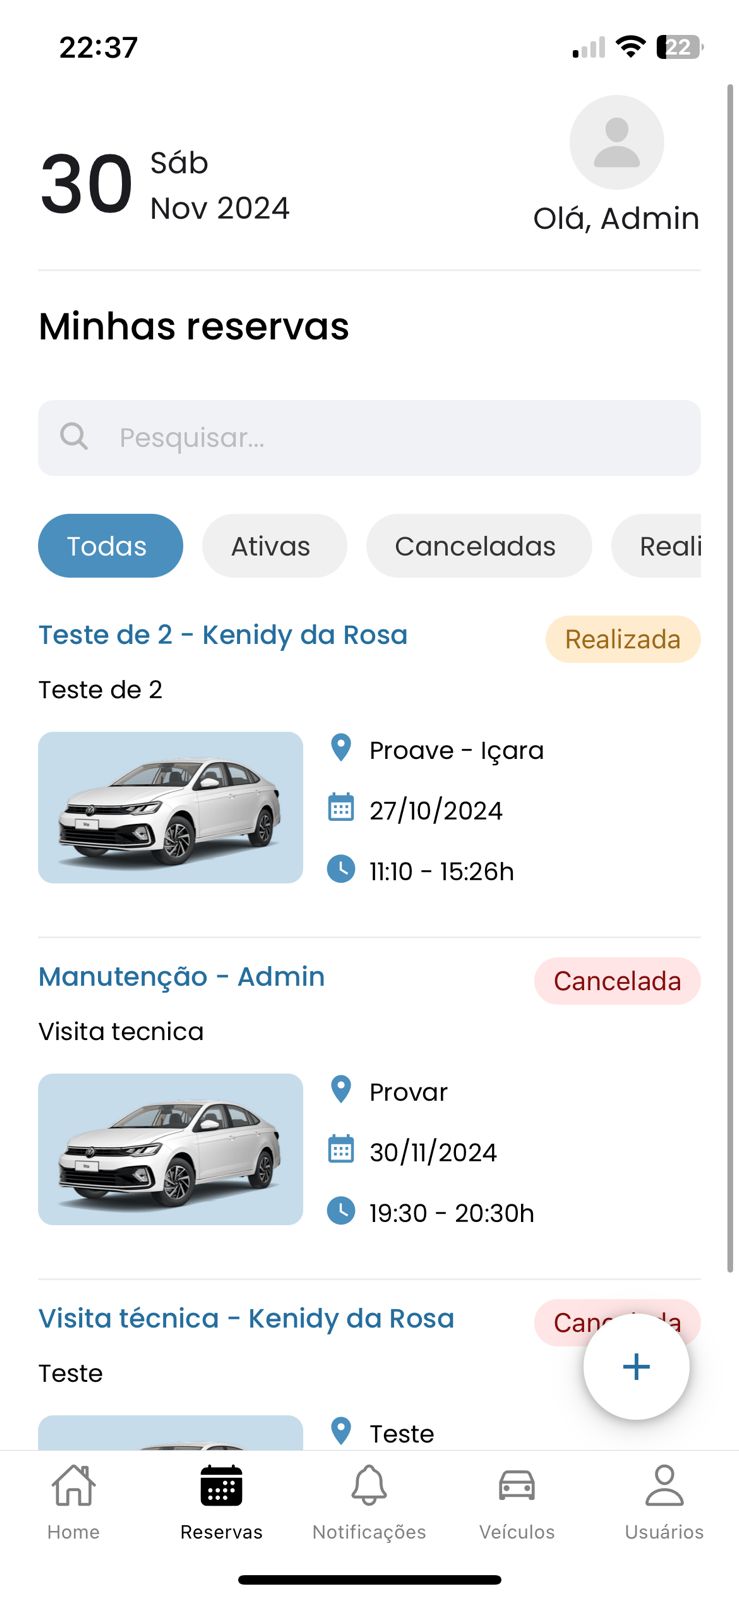 22:37
22
30
Sáb
Nov 2024
Olá, Admin
Minhas reservas
Pesquisar...
Todas
Ativas
Canceladas
Reali
Teste de 2 - Kenidy da Rosa
Realizada
Teste de 2
Proave - Içara
27/10/2024
11:10 - 15:26h
Manutenção - Admin
Cancelada
Visita tecnica
Provar
30/11/2024
19:30 - 20:30h
Visita técnica - Kenidy da Rosa
Teste
+
Teste
Home
Reservas
Notificações
Veículos
Usuários